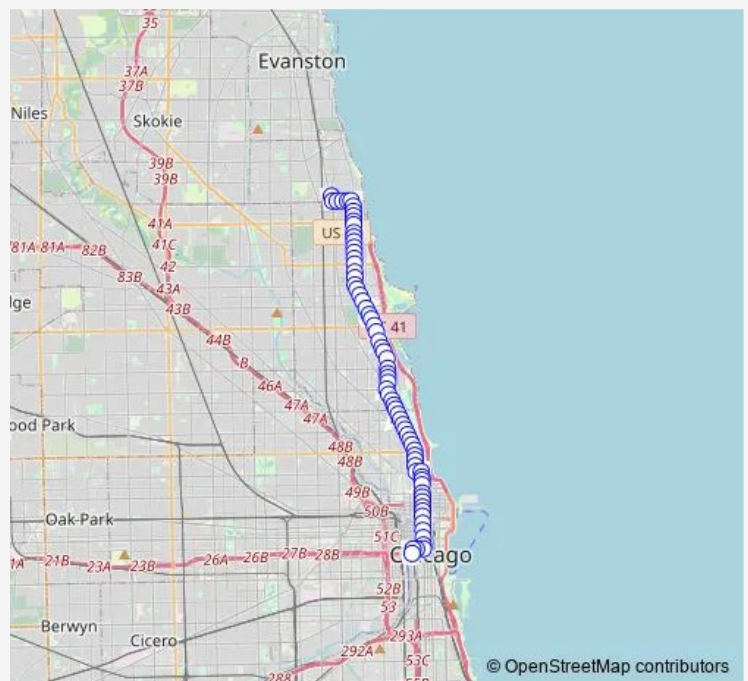 35
Evanston
37A
37B
Niles
Skokie
39B
39B
41A
US
81A 41A 82B
41C
42
83B
43A
43B
41
44B
B
46A
47A
47A
ood Park
48B
48B
49B
50B
Oak Park
51C
Chicago
21B 23A 23B 26A 26B 27B 28B
52B
53
Berwyn
Cicero
293A
292A
53C
288
© OpenStreetMap contributors